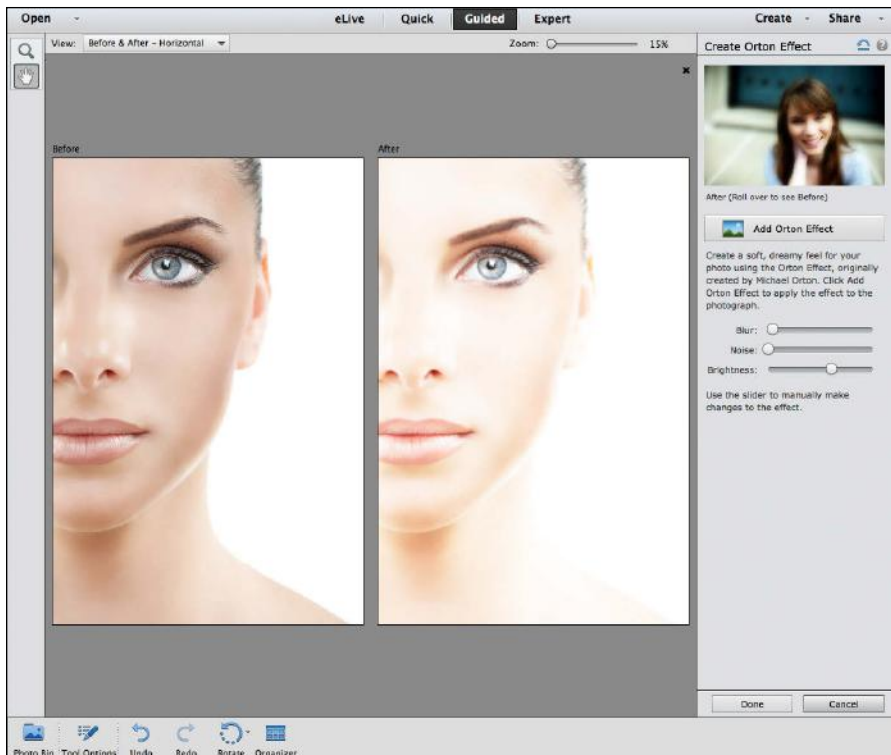 Open eLive Quick Guided Expert Create Share
View: Before & After - Horizontal Zoom: 15% Create Orton Effect
Before After
After (Roll over to see Before)
Add Orton Effect
Create a soft, dreamy feel for your
photo using the Orton Effect, originally
created by Michael Orton. Click Add
Orton Effect to apply the effect to the
photograph.
Blur:
Noise:
Brightness:
Use the slider to manually make
changes to the effect.
Done Cancel
Photo Bin Tool Options Undo Redo Rotate Organizer